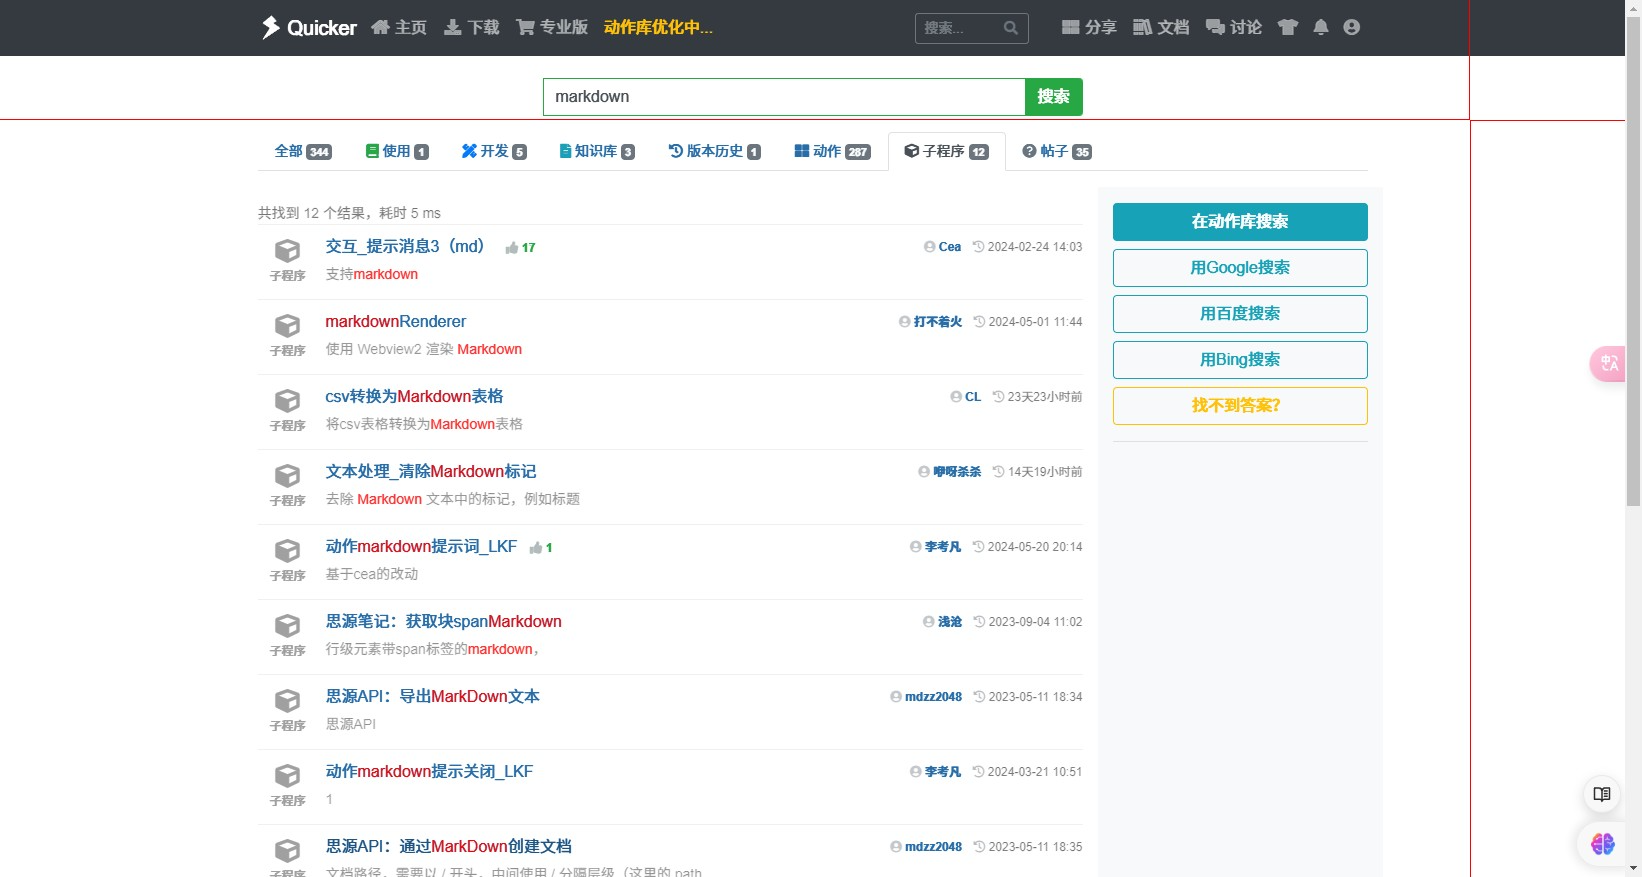 Quicker 主页 下载 专业版 动作库优化中... 搜索... 分享 文档 讨论
markdown 搜索
全部 344 使用 1 开发 5 知识库 3 版本历史 1 动作 287 子程序 12 帖子 35
共找到 12 个结果，耗时 5 ms
交互_提示消息3（md） 17 Cea 2024-02-24 14:03
子程序 支持markdown
markdownRenderer 打不着火 2024-05-01 11:44
子程序 使用 Webview2 渲染 Markdown
csv转换为Markdown表格 CL 23天23小时前
子程序 将csv表格转换为Markdown表格
文本处理_清除Markdown标记 咿呀杀杀 14天19小时前
子程序 去除 Markdown 文本中的标记，例如标题
动作markdown提示词_LKF 1 李考凡 2024-05-20 20:14
子程序 基于cea的改动
思源笔记：获取块spanMarkdown 浅沧 2023-09-04 11:02
子程序 行级元素带span标签的markdown，
思源API：导出MarkDown文本 mdzz2048 2023-05-11 18:34
子程序 思源API
动作markdown提示关闭_LKF 李考凡 2024-03-21 10:51
子程序 1
思源API：通过MarkDown创建文档 mdzz2048 2023-05-11 18:35
子程序 文档路径，需要以 / 开头，中间使用 / 分隔层级（这里的 path
在动作库搜索
用Google搜索
用百度搜索
用Bing搜索
找不到答案？